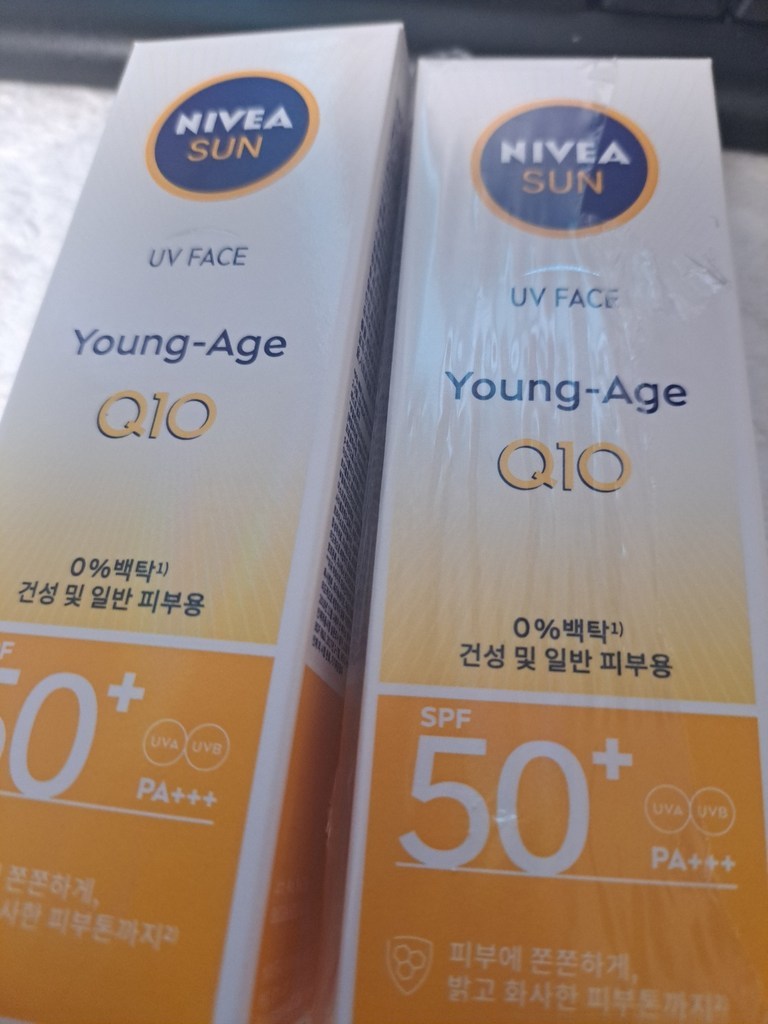 NIVEA
SUN
UV FACE
Young-Age
Q10
0%백탁1)
건성 및 일반 피부용
50+
UVA UVB
PA+++
쫀쫀하게,
화사한 피부톤까지2)
NIVEA
SUN
UV FACE
Young-Age
Q10
0%백탁1)
건성 및 일반 피부용
SPF
50+
UVA UVB
PA+++
피부에 쫀쫀하게,
밝고 화사한 피부톤까지2)